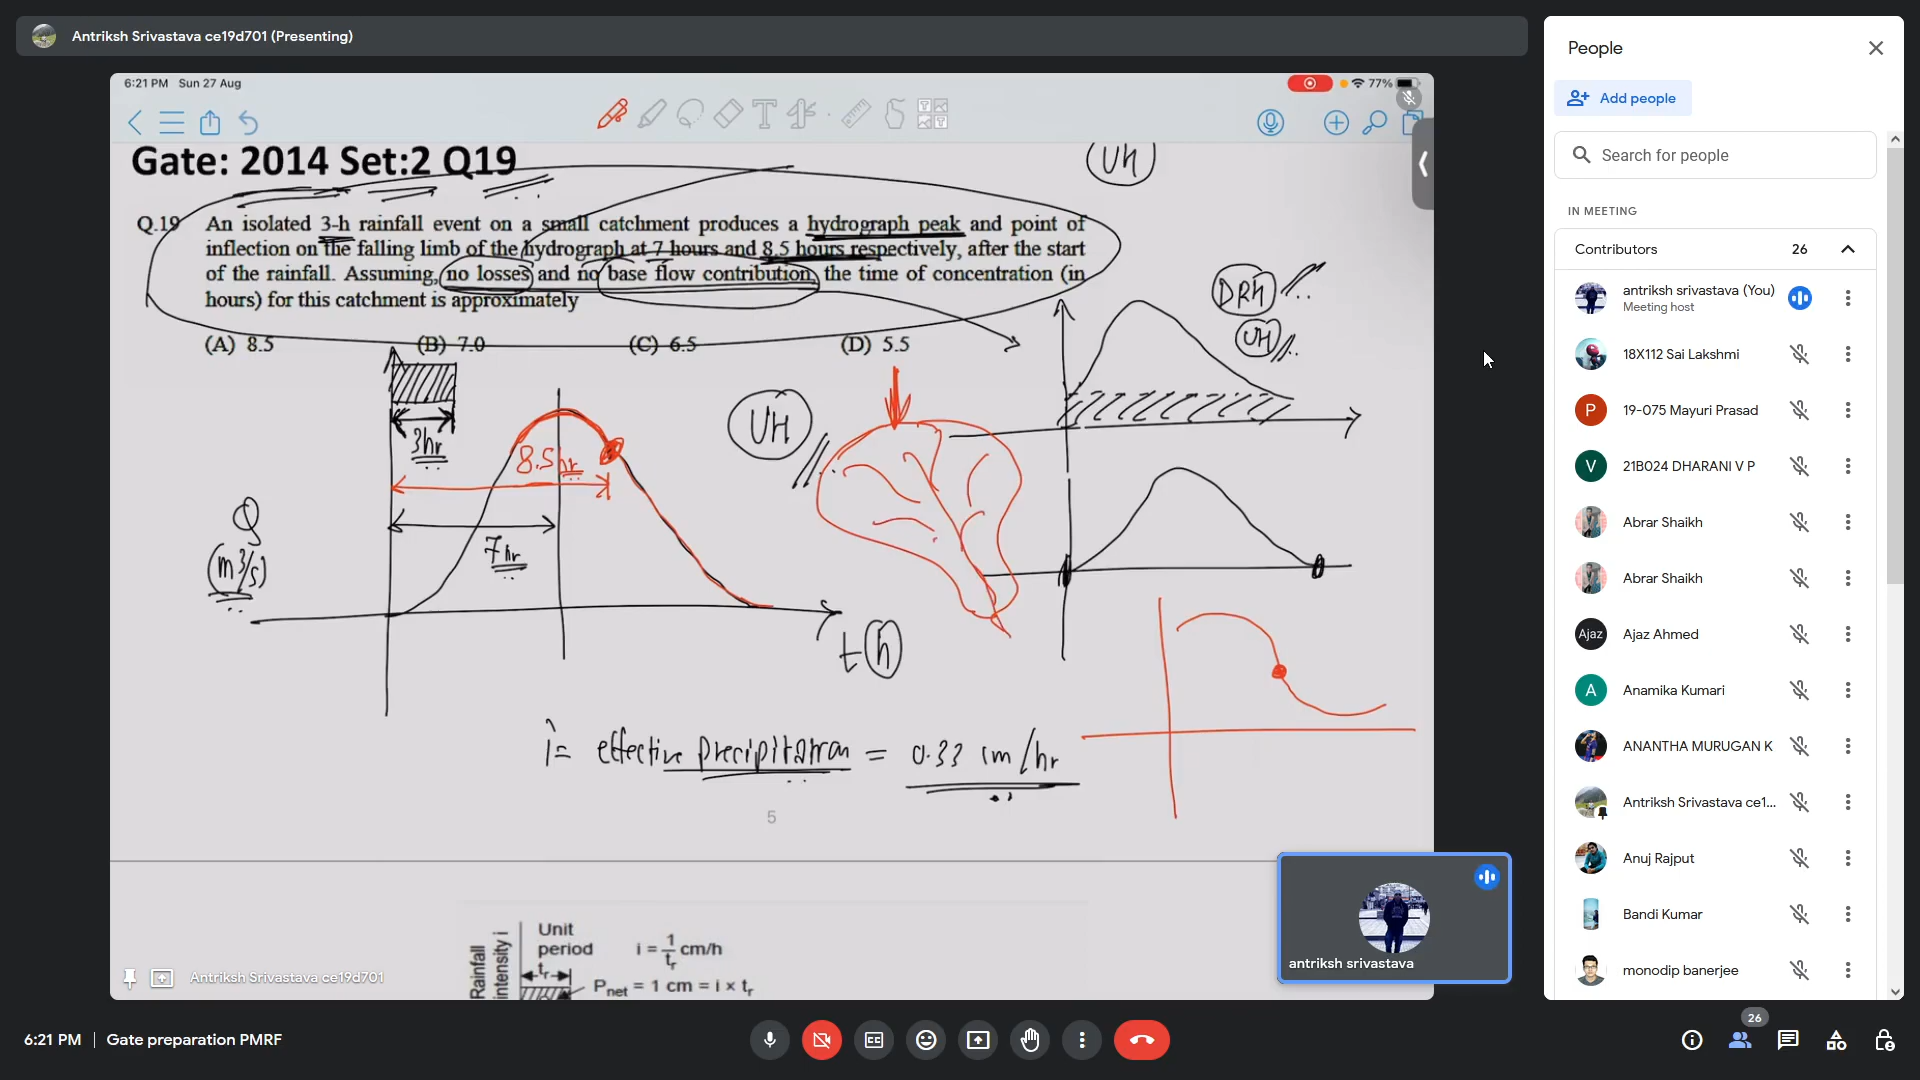 Antriksh Srivastava ce19d701 (Presenting)
6:21 PM Sun 27 Aug
77%
Gate: 2014 Set:2 Q19
UH
Q.19 An isolated 3-h rainfall event on a small catchment produces a hydrograph peak and point of
inflection on the falling limb of the hydrograph at 7 hours and 8.5 hours respectively, after the start
of the rainfall. Assuming, no losses and no base flow contribution, the time of concentration (in
hours) for this catchment is approximately
(A) 8.5 (B) 7.0 (C) 6.5 (D) 5.5
DRh
UH
3hr
UH
8.5hr
7hr
Q
(m³/s)
t(h)
i = effective precipitation = 0.33 cm/hr
5
Unit
period
tr
i = 1/tr cm/h
Pnet = 1 cm = i × tr
Rainfall
intensity i
Antriksh Srivastava ce19d701
antriksh srivastava
People
Add people
Search for people
IN MEETING
Contributors 26
antriksh srivastava (You)
Meeting host
18X112 Sai Lakshmi
P 19-075 Mayuri Prasad
V 21B024 DHARANI V P
Abrar Shaikh
Abrar Shaikh
Ajaz Ajaz Ahmed
A Anamika Kumari
ANANTHA MURUGAN K
Antriksh Srivastava ce1...
Anuj Rajput
Bandi Kumar
monodip banerjee
6:21 PM | Gate preparation PMRF
26